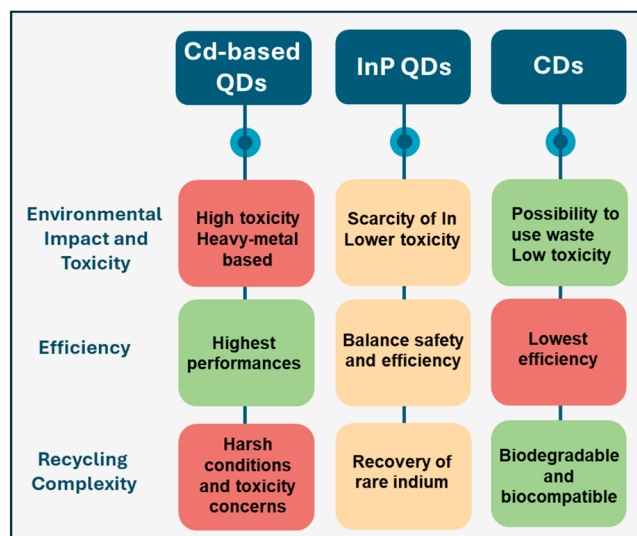 Cd-based
QDs
InP QDs
CDs
Environmental
Impact and
Toxicity
High toxicity
Heavy-metal
based
Scarcity of In
Lower toxicity
Possibility to
use waste
Low toxicity
Efficiency
Highest
performances
Balance safety
and efficiency
Lowest
efficiency
Recycling
Complexity
Harsh
conditions
and toxicity
concerns
Recovery of
rare indium
Biodegradable
and
biocompatible